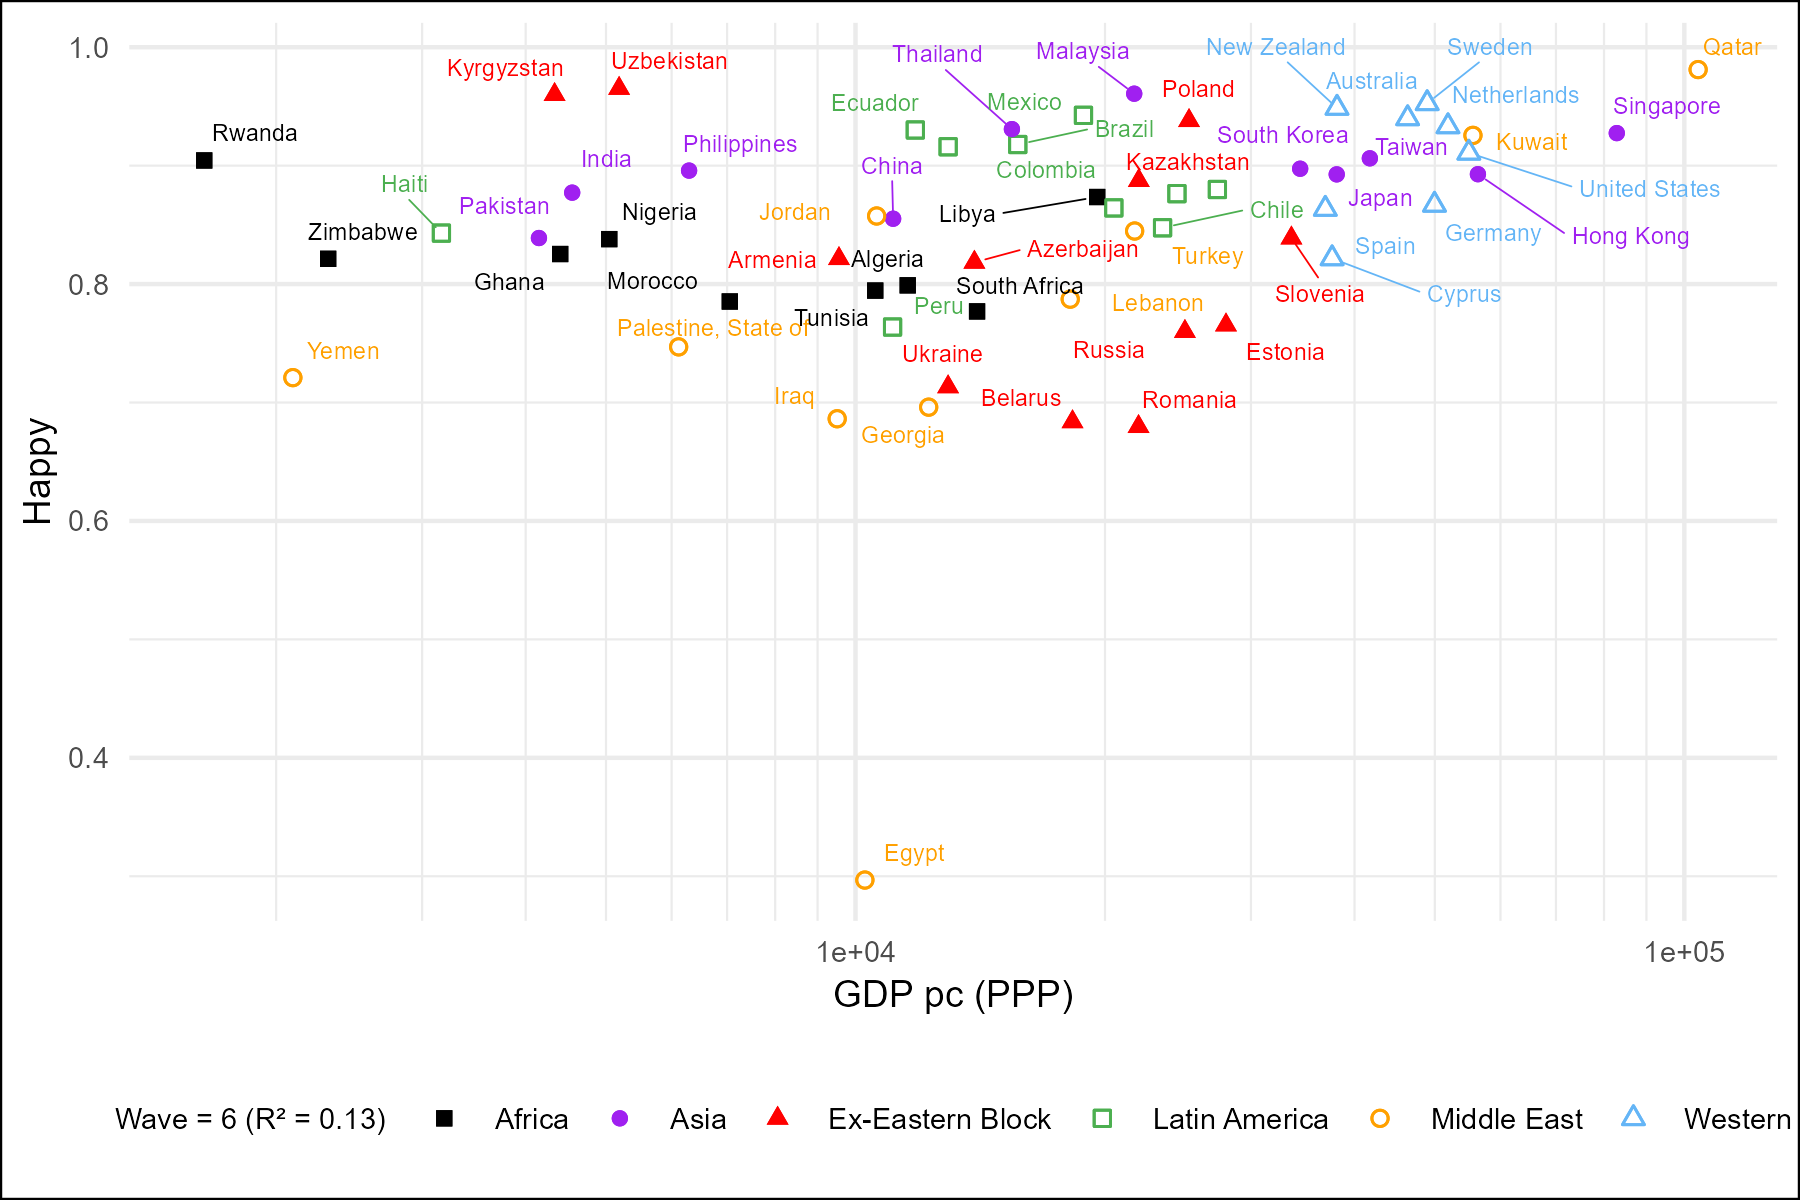 1.0
0.8
0.6
0.4
Happy
New Zealand
Sweden
Qatar
Malaysia
Thailand
Uzbekistan
Kyrgyzstan
Australia
Poland
Netherlands
Mexico
Ecuador
Singapore
Brazil
Rwanda
South Korea
Kuwait
Philippines
Taiwan
India
Kazakhstan
China
Colombia
Haiti
United States
Japan
Pakistan
Chile
Nigeria
Jordan
Libya
Zimbabwe
Germany
Hong Kong
Spain
Azerbaijan
Turkey
Algeria
Armenia
Ghana
Morocco
South Africa
Slovenia
Cyprus
Lebanon
Peru
Tunisia
Palestine, State of
Russia
Yemen
Estonia
Ukraine
Iraq
Belarus
Romania
Georgia
Egypt
1e+04
1e+05
GDP pc (PPP)
Wave = 6 (R² = 0.13) Africa Asia Ex-Eastern Block Latin America Middle East Western